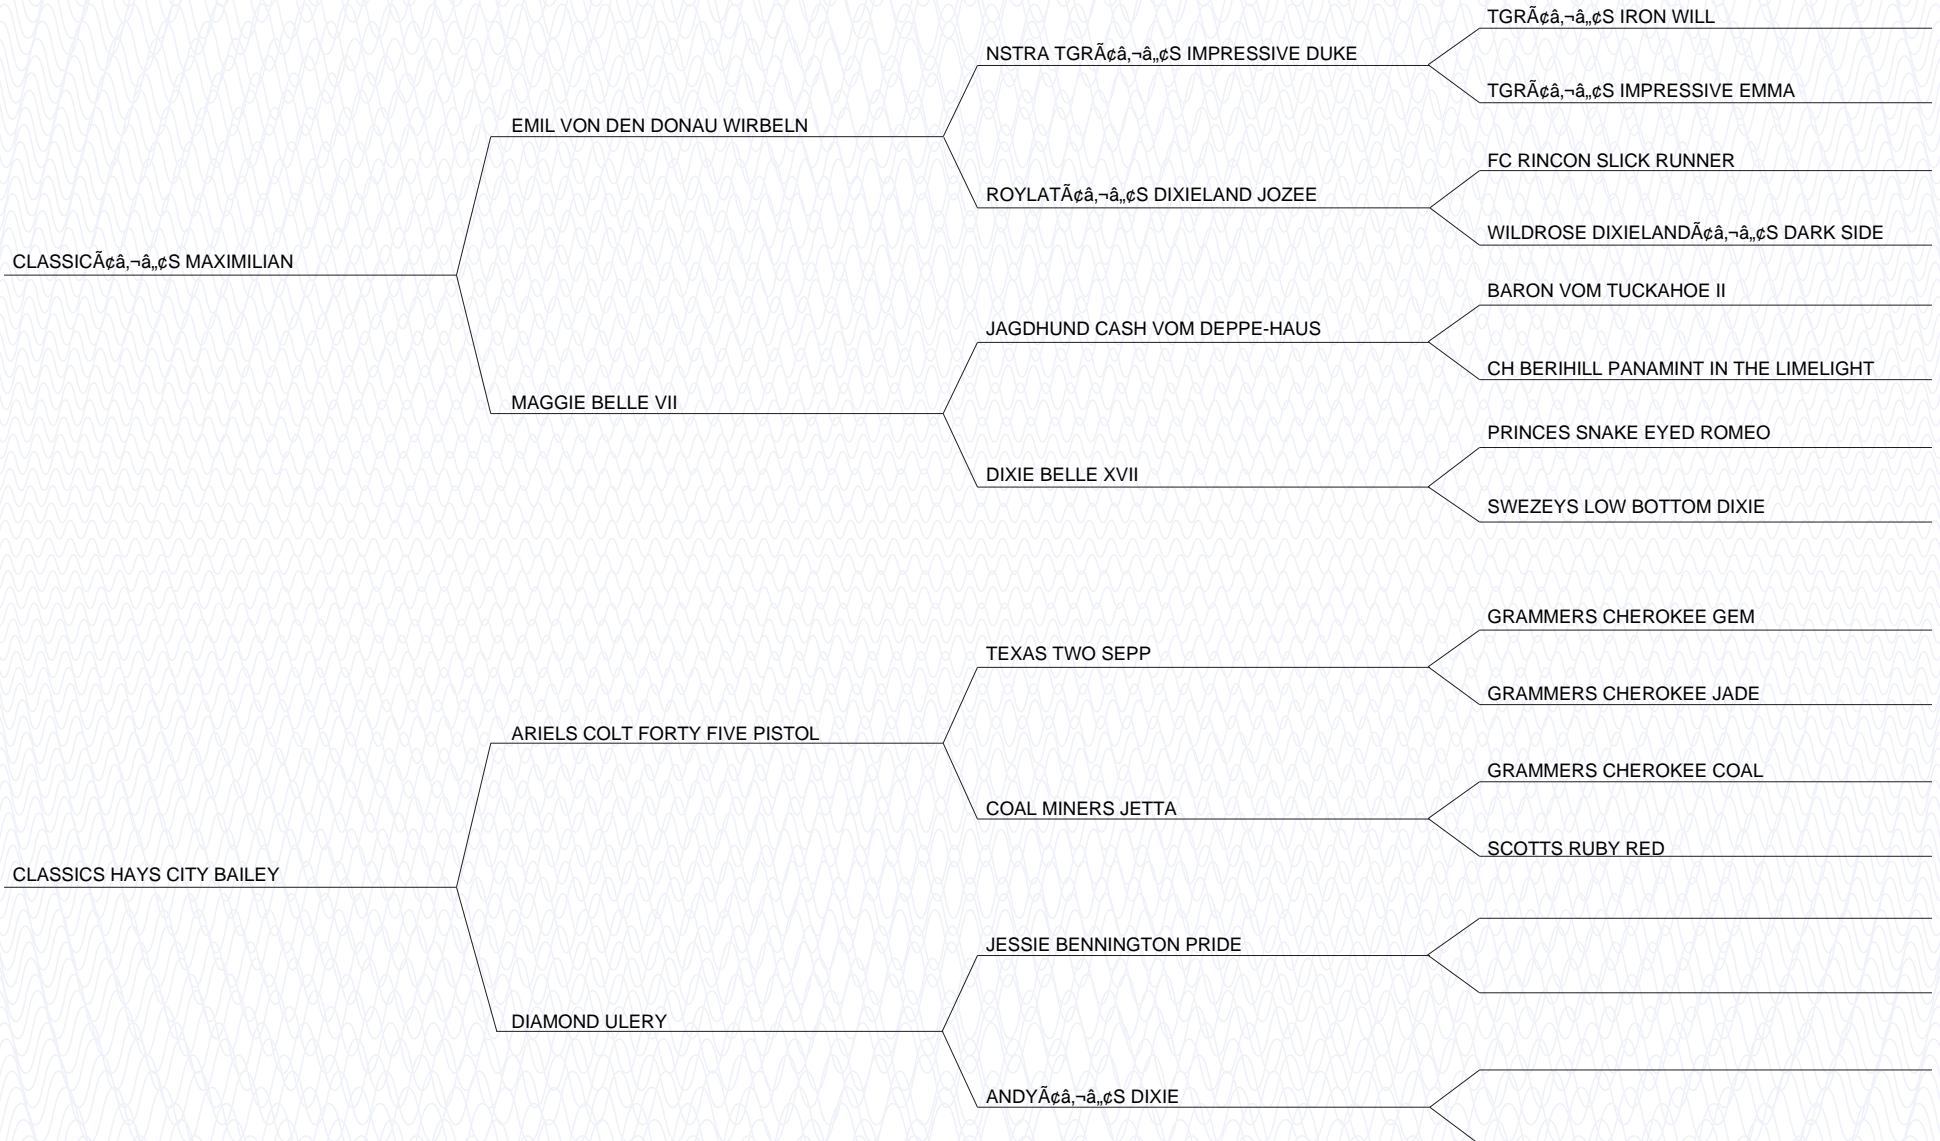 TGRÃ¢â‚¬â„¢S IRON WILL
NSTRA TGRÃ¢â‚¬â„¢S IMPRESSIVE DUKE
TGRÃ¢â‚¬â„¢S IMPRESSIVE EMMA
EMIL VON DEN DONAU WIRBELN
FC RINCON SLICK RUNNER
ROYLATÃ¢â‚¬â„¢S DIXIELAND JOZEE
WILDROSE DIXIELANDÃ¢â‚¬â„¢S DARK SIDE
CLASSICÃ¢â‚¬â„¢S MAXIMILIAN
BARON VOM TUCKAHOE II
JAGDHUND CASH VOM DEPPE-HAUS
CH BERIHILL PANAMINT IN THE LIMELIGHT
MAGGIE BELLE VII
PRINCES SNAKE EYED ROMEO
DIXIE BELLE XVII
SWEZEYS LOW BOTTOM DIXIE
GRAMMERS CHEROKEE GEM
TEXAS TWO SEPP
GRAMMERS CHEROKEE JADE
ARIELS COLT FORTY FIVE PISTOL
GRAMMERS CHEROKEE COAL
COAL MINERS JETTA
SCOTTS RUBY RED
CLASSICS HAYS CITY BAILEY
JESSIE BENNINGTON PRIDE
DIAMOND ULERY
ANDYÃ¢â‚¬â„¢S DIXIE